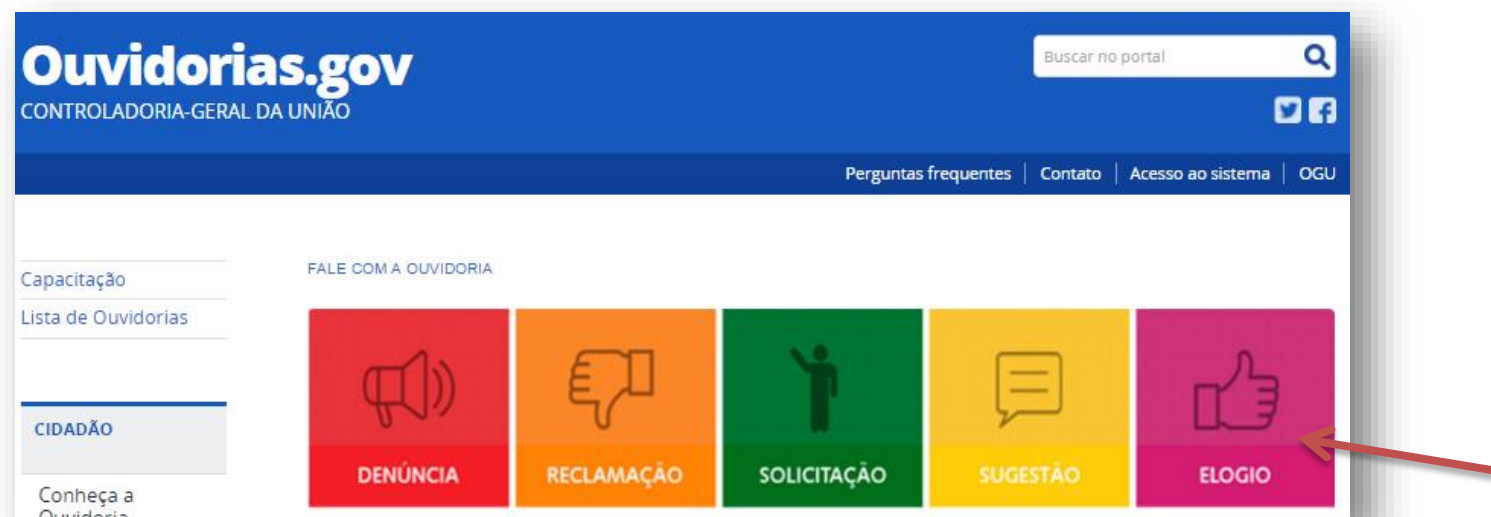 Ouvidorias.gov
CONTROLADORIA-GERAL DA UNIÃO
Buscar no portal
Perguntas frequentes | Contato | Acesso ao sistema | OGU
Capacitação
Lista de Ouvidorias
CIDADÃO
Conheça a
Ouvidoria
FALE COM A OUVIDORIA
DENÚNCIA
RECLAMAÇÃO
SOLICITAÇÃO
SUGESTÃO
ELOGIO